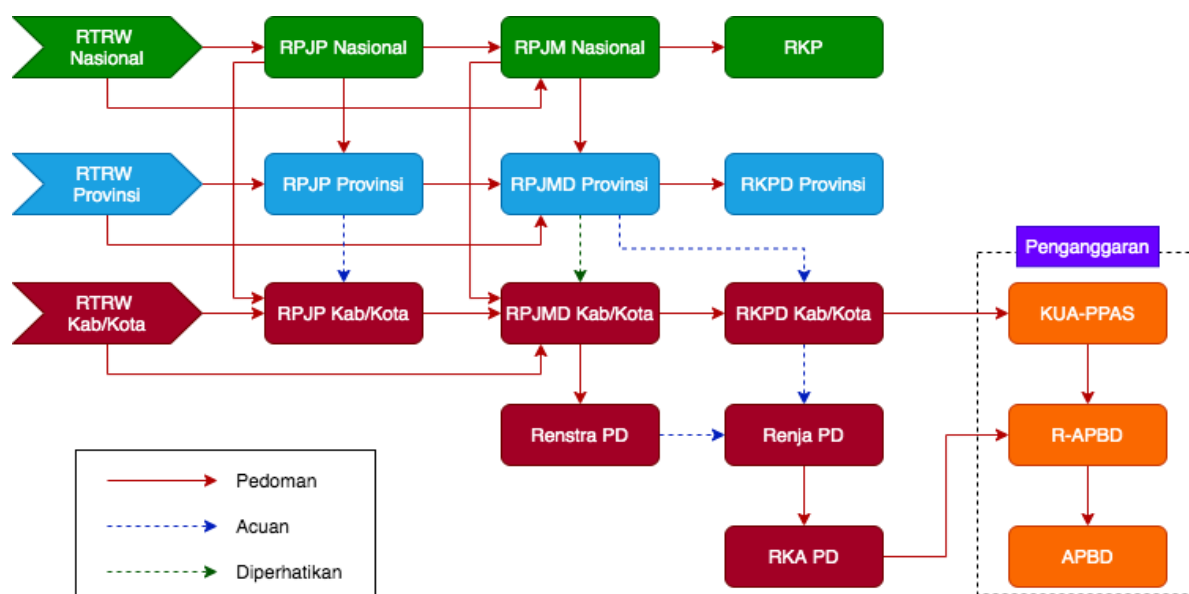 RTRW
Nasional
RPJP Nasional
RPJM Nasional
RKP
RTRW
Provinsi
RPJP Provinsi
RPJMD Provinsi
RKPD Provinsi
Penganggaran
RTRW
Kab/Kota
RPJP Kab/Kota
RPJMD Kab/Kota
RKPD Kab/Kota
KUA-PPAS
Renstra PD
Renja PD
R-APBD
Pedoman
Acuan
Diperhatikan
RKA PD
APBD